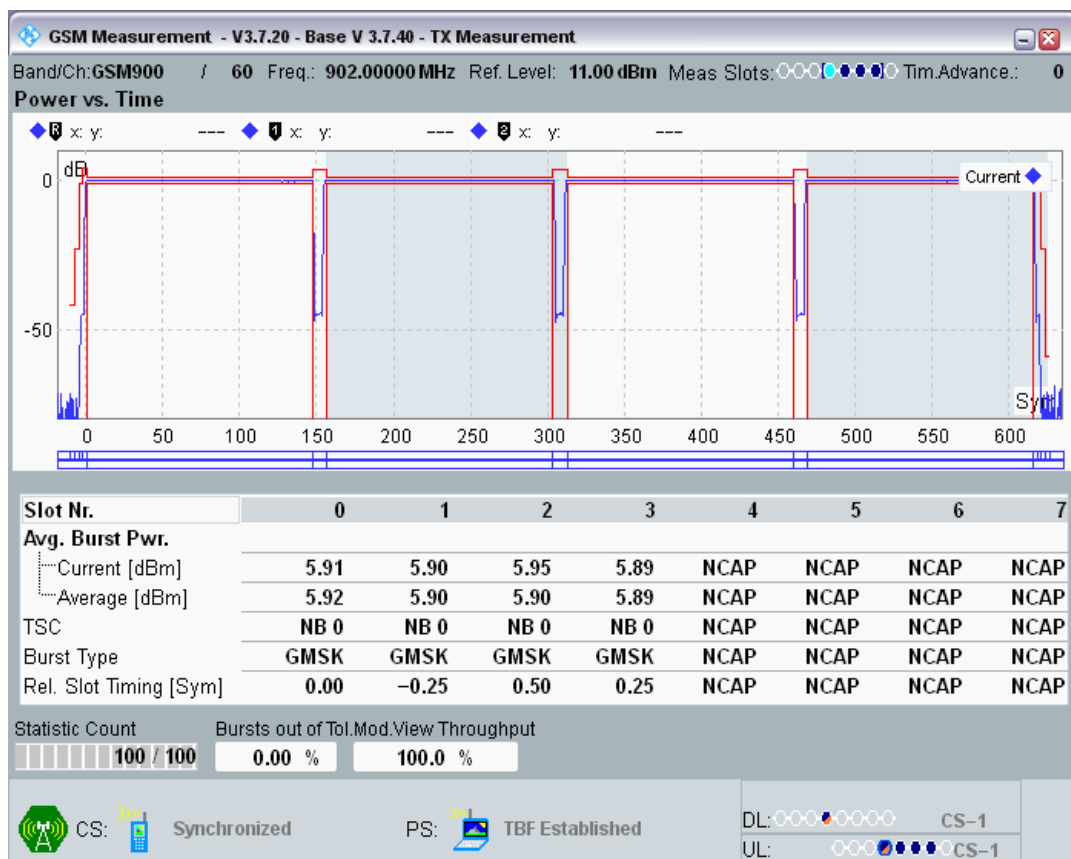 GSM Measurement - V3.7.20 - Base V 3.7.40 - TX Measurement
Band/Ch:GSM900 / 60 Freq.: 902.00000 MHz Ref. Level: 11.00 dBm Meas Slots: Tim.Advance.: 0
Power vs. Time
R x: y: --- 1 x: y: --- 2 x: y: ---
dB
Current
0
-50
Sym
0 50 100 150 200 250 300 350 400 450 500 550 600
Slot Nr. 0 1 2 3 4 5 6 7
Avg. Burst Pwr.
Current [dBm] 5.91 5.90 5.95 5.89 NCAP NCAP NCAP NCAP
Average [dBm] 5.92 5.90 5.90 5.89 NCAP NCAP NCAP NCAP
TSC NB 0 NB 0 NB 0 NB 0 NCAP NCAP NCAP NCAP
Burst Type GMSK GMSK GMSK GMSK NCAP NCAP NCAP NCAP
Rel. Slot Timing [Sym] 0.00 −0.25 0.50 0.25 NCAP NCAP NCAP NCAP
Statistic Count Bursts out of Tol. Mod.View Throughput
100 / 100 0.00 % 100.0 %
CS: Synchronized PS: TBF Established
DL: CS−1
UL: CS−1